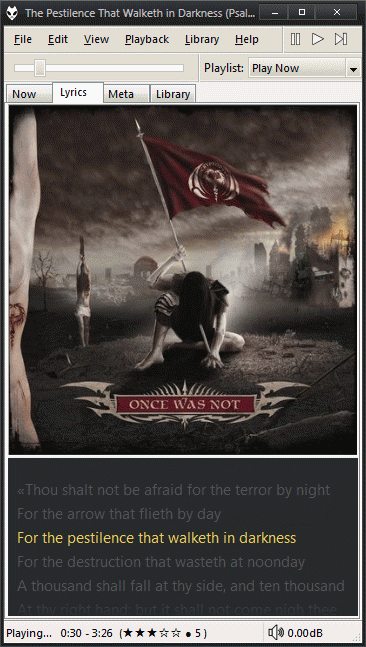 The Pestilence That Walketh in Darkness (Psal...
File Edit View Playback Library Help
Playlist: Play Now
Now Lyrics Meta Library
ONCE WAS NOT
«Thou shalt not be afraid for the terror by night
For the arrow that flieth by day
For the pestilence that walketh in darkness
For the destruction that wasteth at noonday
A thousand shall fall at thy side, and ten thousand
At thy right hand; but it shall not come nigh thee
Playing... 0:30 - 3:26 (★★★☆☆ ● 5 ) 0.00dB